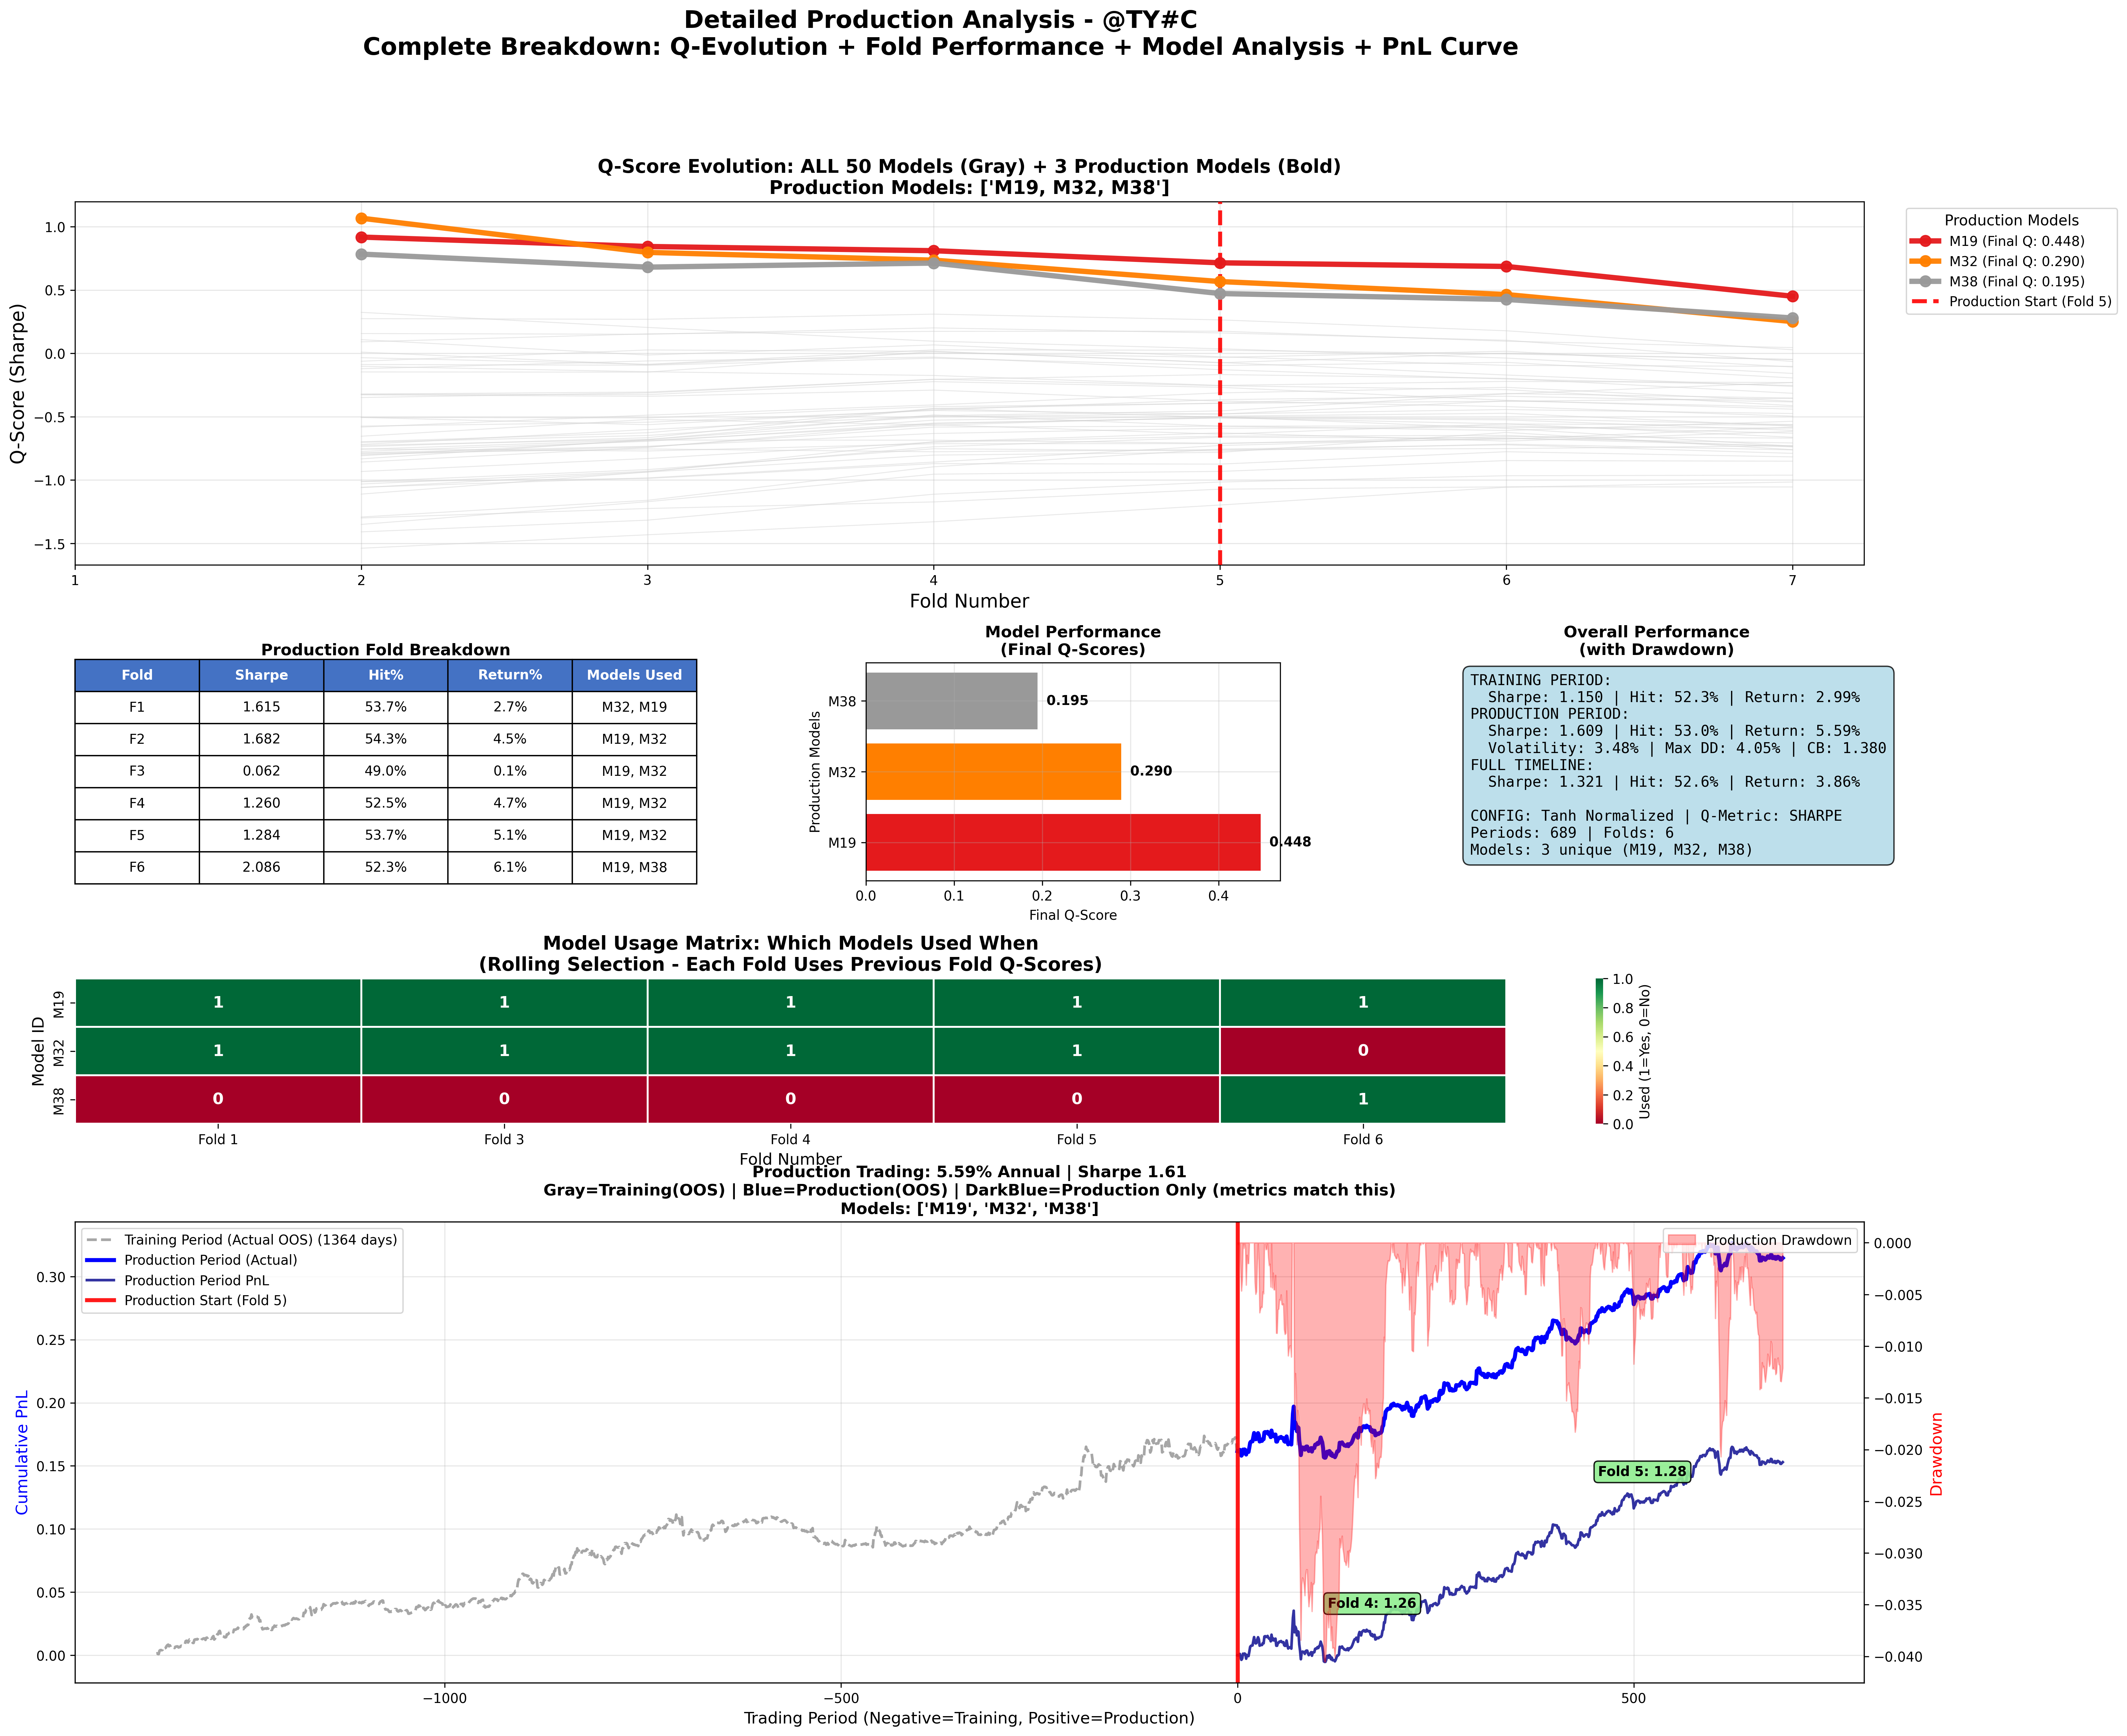 Detailed Production Analysis - @TY#C
Complete Breakdown: Q-Evolution + Fold Performance + Model Analysis + PnL Curve
Q-Score Evolution: ALL 50 Models (Gray) + 3 Production Models (Bold)
Production Models: ['M19, M32, M38']
Q-Score (Sharpe)
1.0
0.5
0.0
−0.5
−1.0
−1.5
1 2 3 4 5 6 7
Fold Number
Production Models
M19 (Final Q: 0.448)
M32 (Final Q: 0.290)
M38 (Final Q: 0.195)
Production Start (Fold 5)
Production Fold Breakdown
Fold Sharpe Hit% Return% Models Used
F1 1.615 53.7% 2.7% M32, M19
F2 1.682 54.3% 4.5% M19, M32
F3 0.062 49.0% 0.1% M19, M32
F4 1.260 52.5% 4.7% M19, M32
F5 1.284 53.7% 5.1% M19, M32
F6 2.086 52.3% 6.1% M19, M38
Model Performance
(Final Q-Scores)
Production Models
M38 0.195
M32 0.290
M19 0.448
0.0 0.1 0.2 0.3 0.4
Final Q-Score
Overall Performance
(with Drawdown)
TRAINING PERIOD:
Sharpe: 1.150 | Hit: 52.3% | Return: 2.99%
PRODUCTION PERIOD:
Sharpe: 1.609 | Hit: 53.0% | Return: 5.59%
Volatility: 3.48% | Max DD: 4.05% | CB: 1.380
FULL TIMELINE:
Sharpe: 1.321 | Hit: 52.6% | Return: 3.86%
CONFIG: Tanh Normalized | Q-Metric: SHARPE
Periods: 689 | Folds: 6
Models: 3 unique (M19, M32, M38)
Model Usage Matrix: Which Models Used When
(Rolling Selection - Each Fold Uses Previous Fold Q-Scores)
Model ID
M19 1 1 1 1 1
M32 1 1 1 1 0
M38 0 0 0 0 1
Fold 1 Fold 3 Fold 4 Fold 5 Fold 6
Fold Number
1.0
0.8
0.6
0.4
0.2
0.0
Used (1=Yes, 0=No)
Production Trading: 5.59% Annual | Sharpe 1.61
Gray=Training(OOS) | Blue=Production(OOS) | DarkBlue=Production Only (metrics match this)
Models: ['M19', 'M32', 'M38']
Training Period (Actual OOS) (1364 days)
Production Period (Actual)
Production Period PnL
Production Start (Fold 5)
Production Drawdown
Cumulative PnL
0.30
0.25
0.20
0.15
0.10
0.05
0.00
Fold 5: 1.28
Fold 4: 1.26
0.000
−0.005
−0.010
−0.015
−0.020
−0.025
−0.030
−0.035
−0.040
Drawdown
−1000 −500 0 500
Trading Period (Negative=Training, Positive=Production)